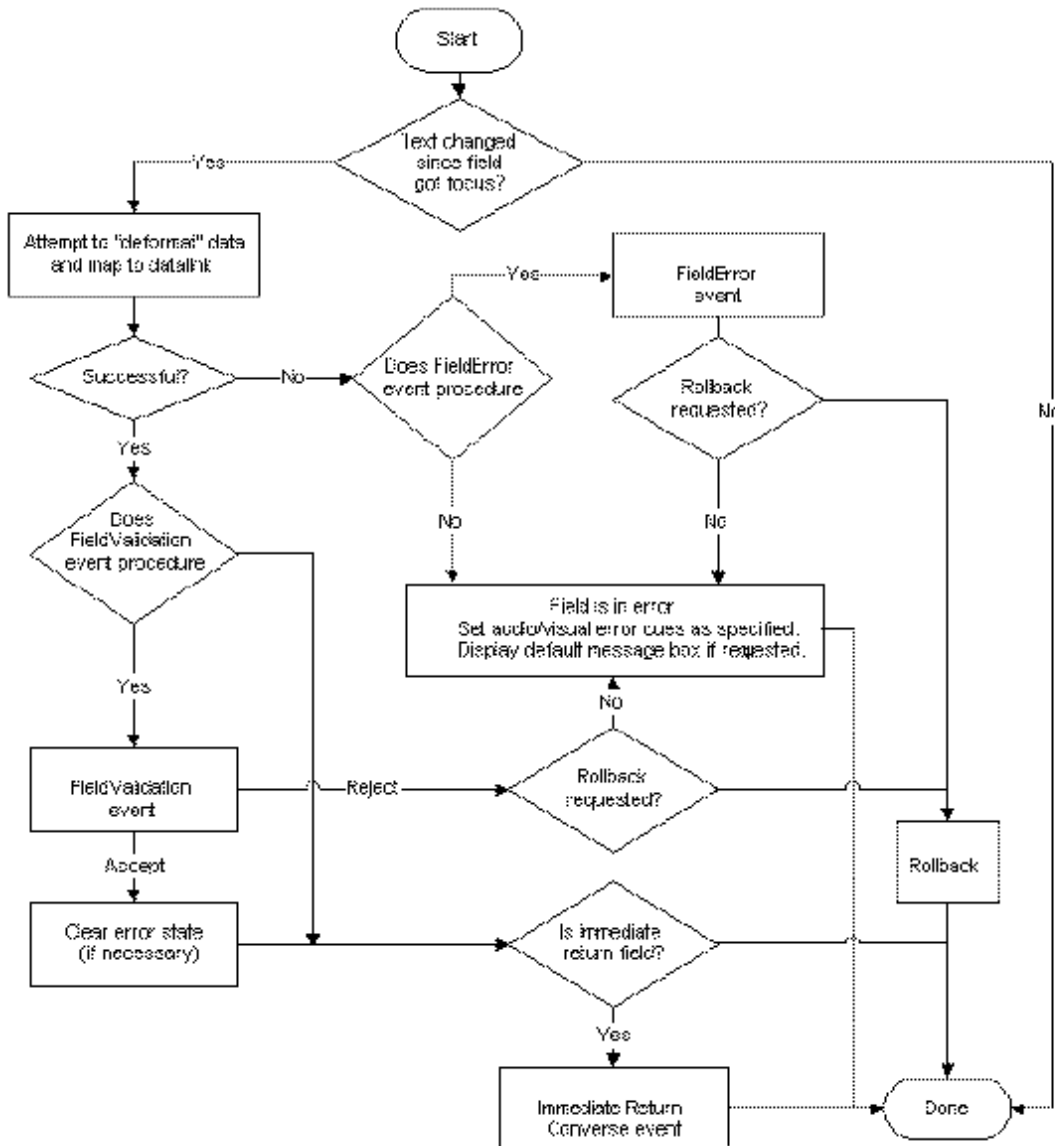 Start
Text changed
since field
got focus?
Yes
Attempt to "deformat" data
and map to datalink
Yes
FieldError
event
Successful?
No
Does FieldError
event procedure
Rollback
requested?
No
Yes
No
No
Does
FieldValidation
event procedure
Field is in error
Set audio/visual error cues as specified.
Display default message box if requested.
Yes
No
FieldValidation
event
Reject
Rollback
requested?
Accept
Rollback
Clear error state
(if necessary)
Is immediate
return field?
Yes
Immediate Return
Converse event
Done